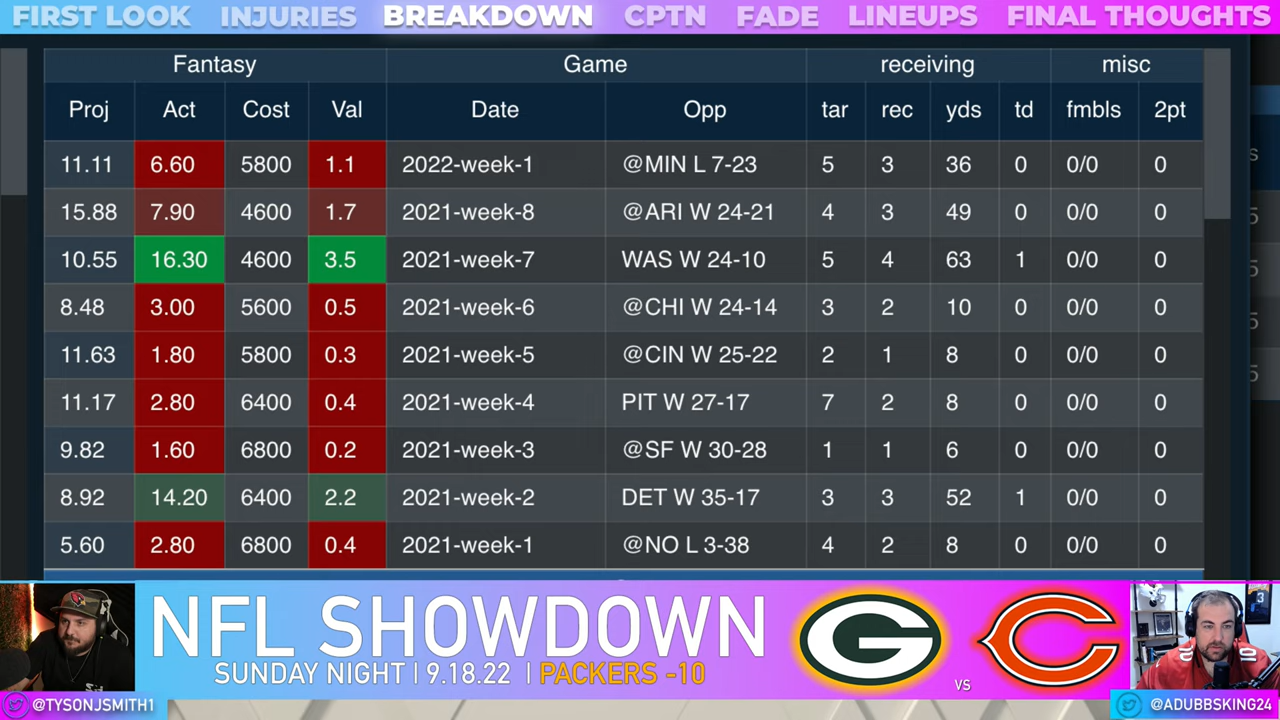 FIRST LOOK INJURIES BREAKDOWN CPTN FADE LINEUPS FINAL THOUGHTS
Fantasy Game receiving misc
Proj Act Cost Val Date Opp tar rec yds td fmbls 2pt
11.11 6.60 5800 1.1 2022-week-1 @MIN L 7-23 5 3 36 0 0/0 0
15.88 7.90 4600 1.7 2021-week-8 @ARI W 24-21 4 3 49 0 0/0 0
10.55 16.30 4600 3.5 2021-week-7 WAS W 24-10 5 4 63 1 0/0 0
8.48 3.00 5600 0.5 2021-week-6 @CHI W 24-14 3 2 10 0 0/0 0
11.63 1.80 5800 0.3 2021-week-5 @CIN W 25-22 2 1 8 0 0/0 0
11.17 2.80 6400 0.4 2021-week-4 PIT W 27-17 7 2 8 0 0/0 0
9.82 1.60 6800 0.2 2021-week-3 @SF W 30-28 1 1 6 0 0/0 0
8.92 14.20 6400 2.2 2021-week-2 DET W 35-17 3 3 52 1 0/0 0
5.60 2.80 6800 0.4 2021-week-1 @NO L 3-38 4 2 8 0 0/0 0
NFL SHOWDOWN
SUNDAY NIGHT | 9.18.22 | PACKERS -10
G VS C
@TYSONJSMITH1 @ADUBBSKING24